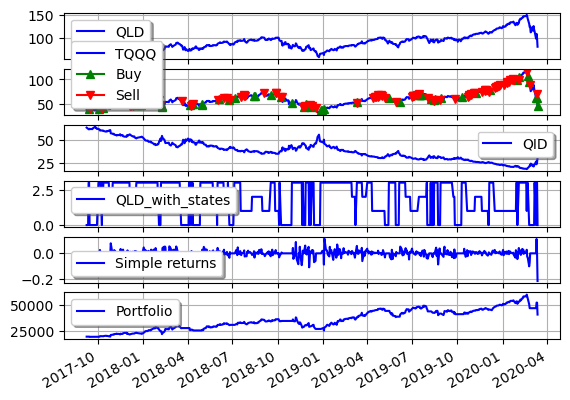 150
100
QLD
TQQQ
Buy
Sell
100
50
50
25
QID
2.5
0.0
QLD_with_states
0.0
−0.2
Simple returns
50000
25000
Portfolio
2017-10
2018-01
2018-04
2018-07
2018-10
2019-01
2019-04
2019-07
2019-10
2020-01
2020-04